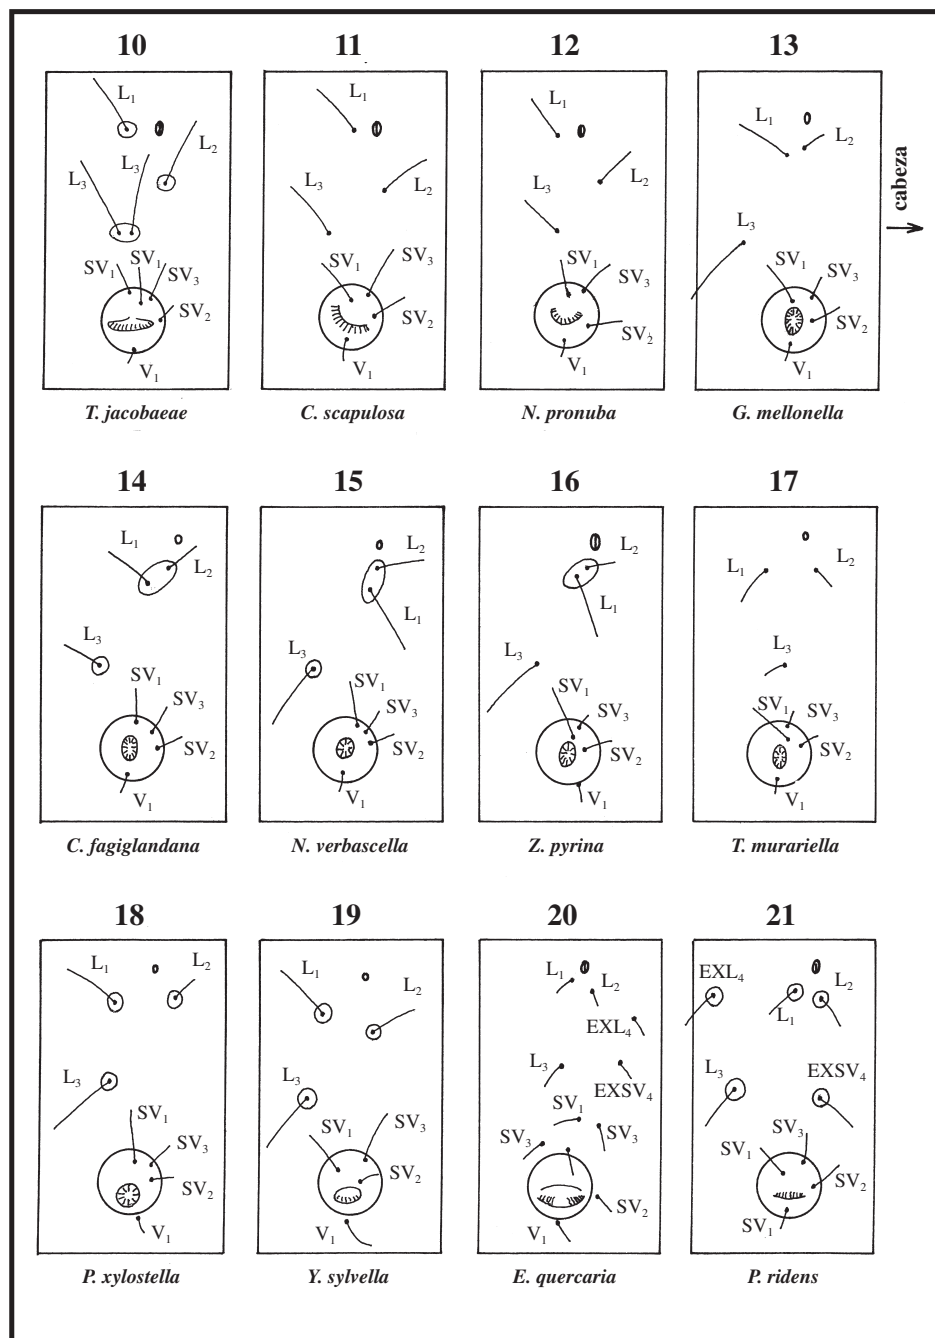 10 11 12 13
L₁ L₂ L₃ L₃ SV₁ SV₁ SV₃ SV₂ V₁
L₁ L₂ L₃ SV₁ SV₃ SV₂ V₁
L₁ L₂ L₃ SV₁ SV₃ SV₂ V₁
L₁ L₂ L₃ SV₁ SV₃ SV₂ V₁
cabeza
T. jacobaeae C. scapulosa N. pronuba G. mellonella
14 15 16 17
L₁ L₂ L₃ SV₁ SV₃ SV₂ V₁
L₂ L₁ L₃ SV₁ SV₃ SV₂ V₁
L₂ L₁ L₃ SV₁ SV₃ SV₂ V₁
L₁ L₂ L₃ SV₁ SV₃ SV₂ V₁
C. fagiglandana N. verbascella Z. pyrina T. murariella
18 19 20 21
L₁ L₂ L₃ SV₁ SV₃ SV₂ V₁
L₁ L₂ L₃ SV₁ SV₃ SV₂ V₁
L₁ L₂ EXL₄ L₃ EXSV₄ SV₁ SV₃ SV₃ SV₂ V₁
EXL₄ L₂ L₁ L₃ EXSV₄ SV₃ SV₁ SV₂ SV₁
P. xylostella Y. sylvella E. quercaria P. ridens